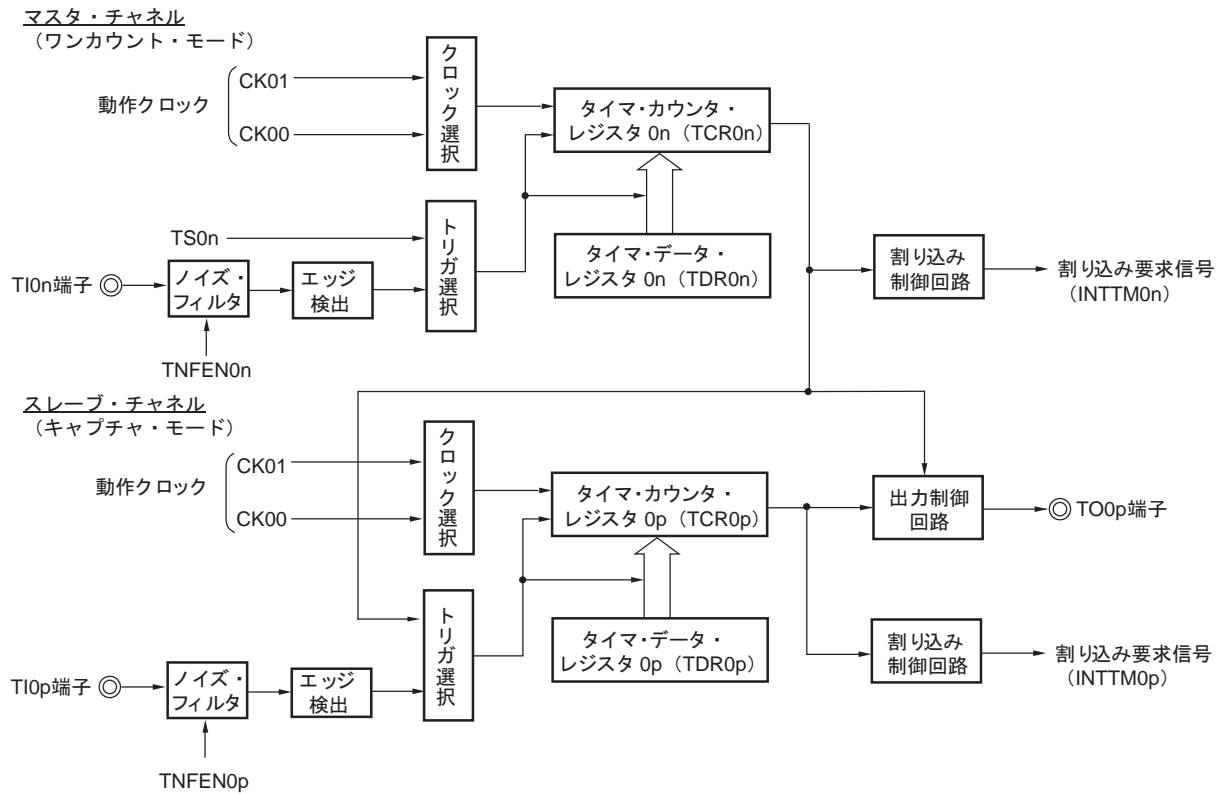 マスタ・チャネル
（ワンカウント・モード）
動作クロック
CK01
CK00
クロック選択
タイマ・カウンタ・
レジスタ 0n（TCR0n）
TS0n
トリガ選択
タイマ・データ・
レジスタ 0n（TDR0n）
TI0n端子
ノイズ・
フィルタ
エッジ
検出
TNFEN0n
割り込み
制御回路
割り込み要求信号
（INTTM0n）
スレーブ・チャネル
（キャプチャ・モード）
動作クロック
CK01
CK00
クロック選択
タイマ・カウンタ・
レジスタ 0p（TCR0p）
出力制御
回路
TO0p端子
トリガ選択
タイマ・データ・
レジスタ 0p（TDR0p）
割り込み
制御回路
割り込み要求信号
（INTTM0p）
TI0p端子
ノイズ・
フィルタ
エッジ
検出
TNFEN0p